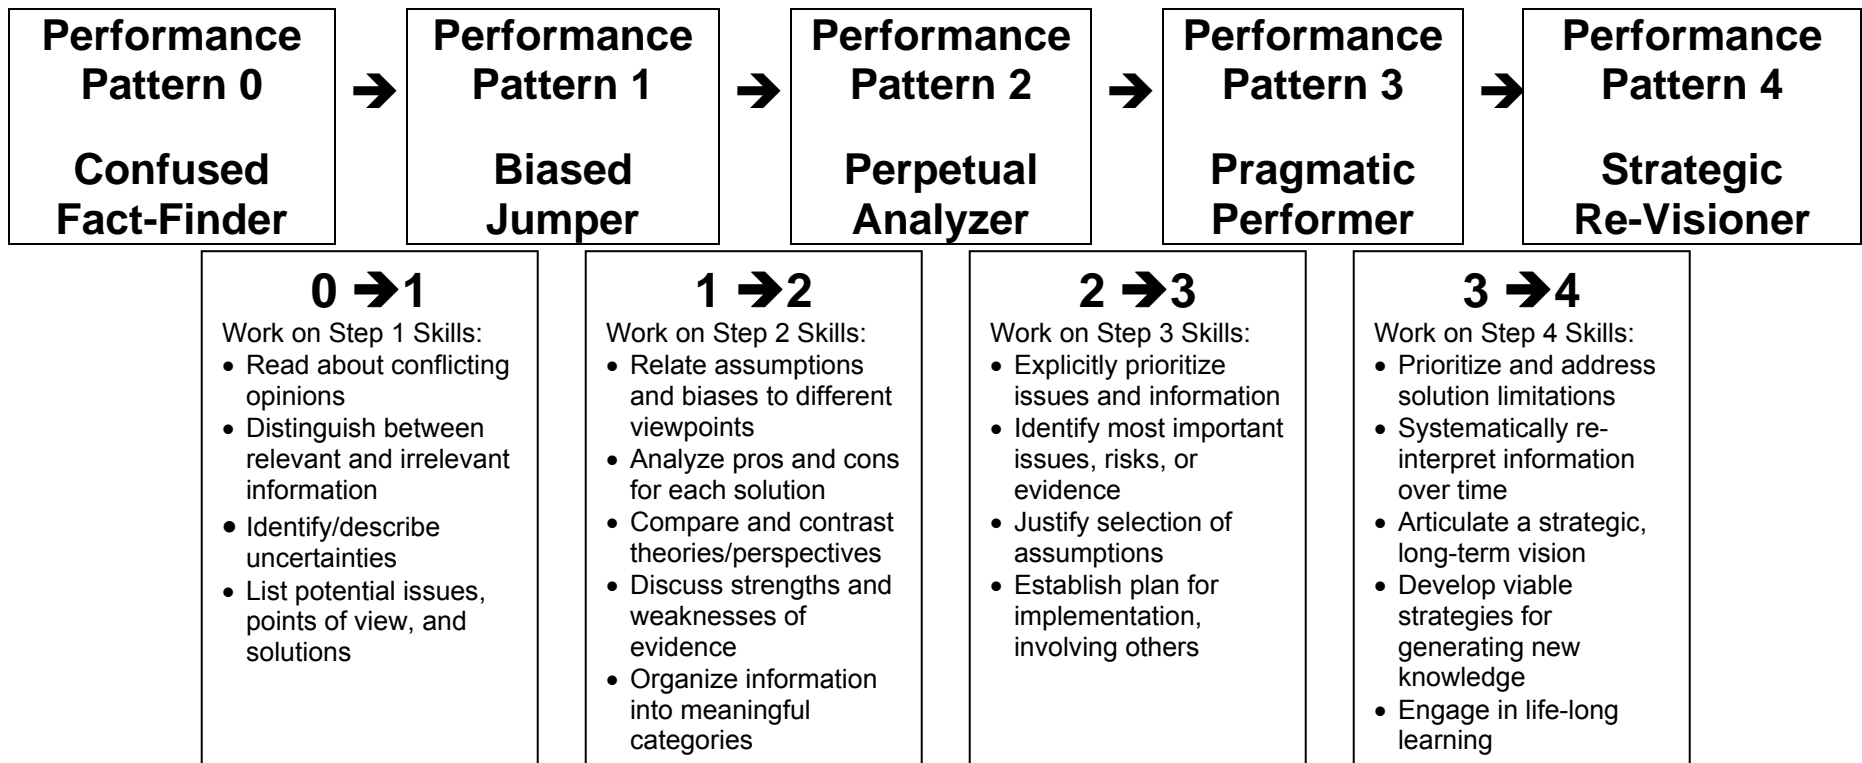 Performance
Pattern 0
Confused
Fact-Finder
➔
Performance
Pattern 1
Biased
Jumper
➔
Performance
Pattern 2
Perpetual
Analyzer
➔
Performance
Pattern 3
Pragmatic
Performer
➔
Performance
Pattern 4
Strategic
Re-Visioner
0 ➔1
Work on Step 1 Skills:
• Read about conflicting
opinions
• Distinguish between
relevant and irrelevant
information
• Identify/describe
uncertainties
• List potential issues,
points of view, and
solutions
1 ➔2
Work on Step 2 Skills:
• Relate assumptions
and biases to different
viewpoints
• Analyze pros and cons
for each solution
• Compare and contrast
theories/perspectives
• Discuss strengths and
weaknesses of
evidence
• Organize information
into meaningful
categories
2 ➔3
Work on Step 3 Skills:
• Explicitly prioritize
issues and information
• Identify most important
issues, risks, or
evidence
• Justify selection of
assumptions
• Establish plan for
implementation,
involving others
3 ➔4
Work on Step 4 Skills:
• Prioritize and address
solution limitations
• Systematically re-
interpret information
over time
• Articulate a strategic,
long-term vision
• Develop viable
strategies for
generating new
knowledge
• Engage in life-long
learning